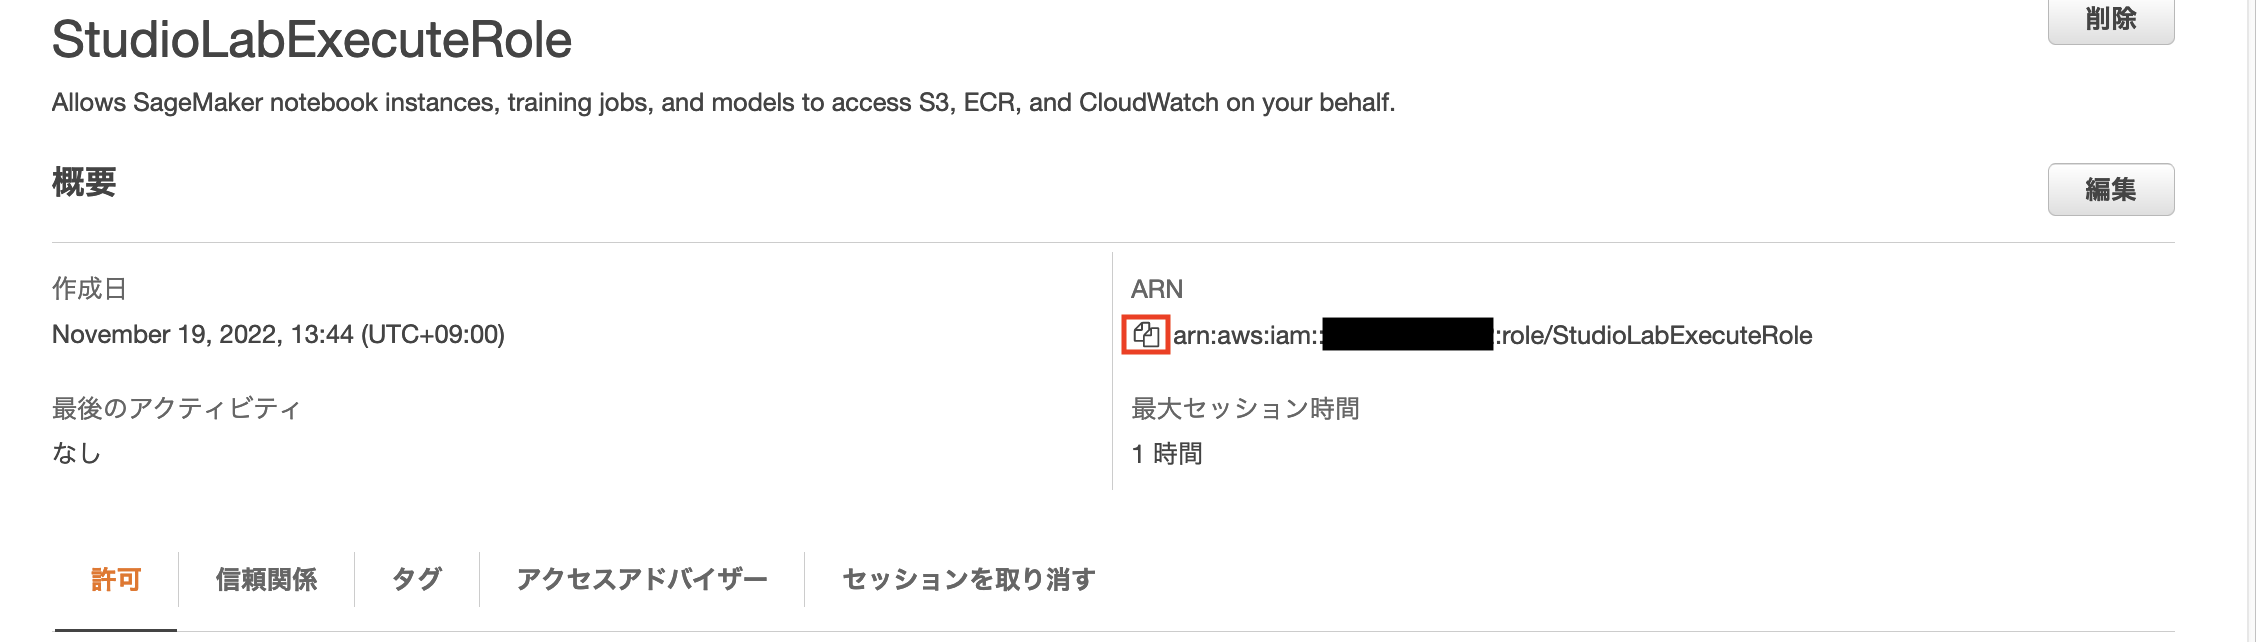 StudioLabExecuteRole
削除
Allows SageMaker notebook instances, training jobs, and models to access S3, ECR, and CloudWatch on your behalf.
概要
編集
作成日
November 19, 2022, 13:44 (UTC+09:00)
ARN
arn:aws:iam:: :role/StudioLabExecuteRole
最後のアクティビティ
なし
最大セッション時間
1 時間
許可
信頼関係
タグ
アクセスアドバイザー
セッションを取り消す